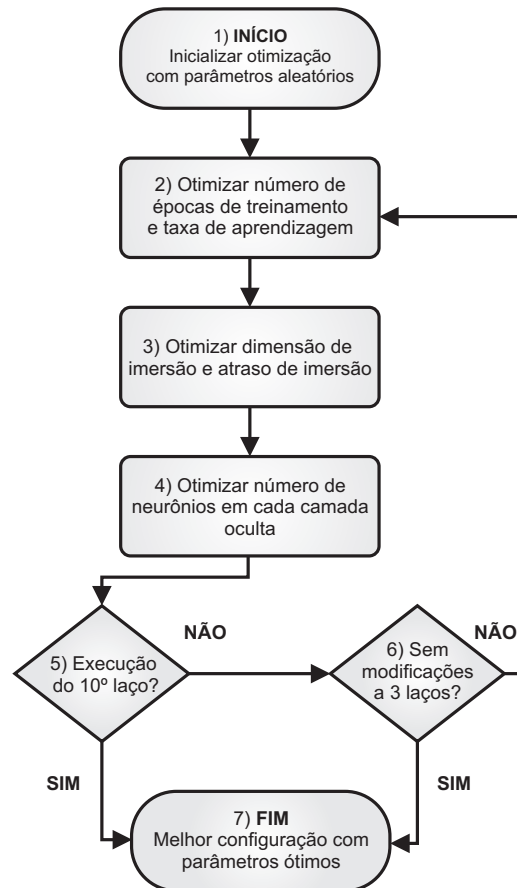 1) INÍCIO
Inicializar otimização
com parâmetros aleatórios
2) Otimizar número de
épocas de treinamento
e taxa de aprendizagem
3) Otimizar dimensão de
imersão e atraso de imersão
4) Otimizar número de
neurônios em cada camada
oculta
5) Execução
do 10º laço?
NÃO
6) Sem
modificações
a 3 laços?
NÃO
SIM
SIM
7) FIM
Melhor configuração com
parâmetros ótimos